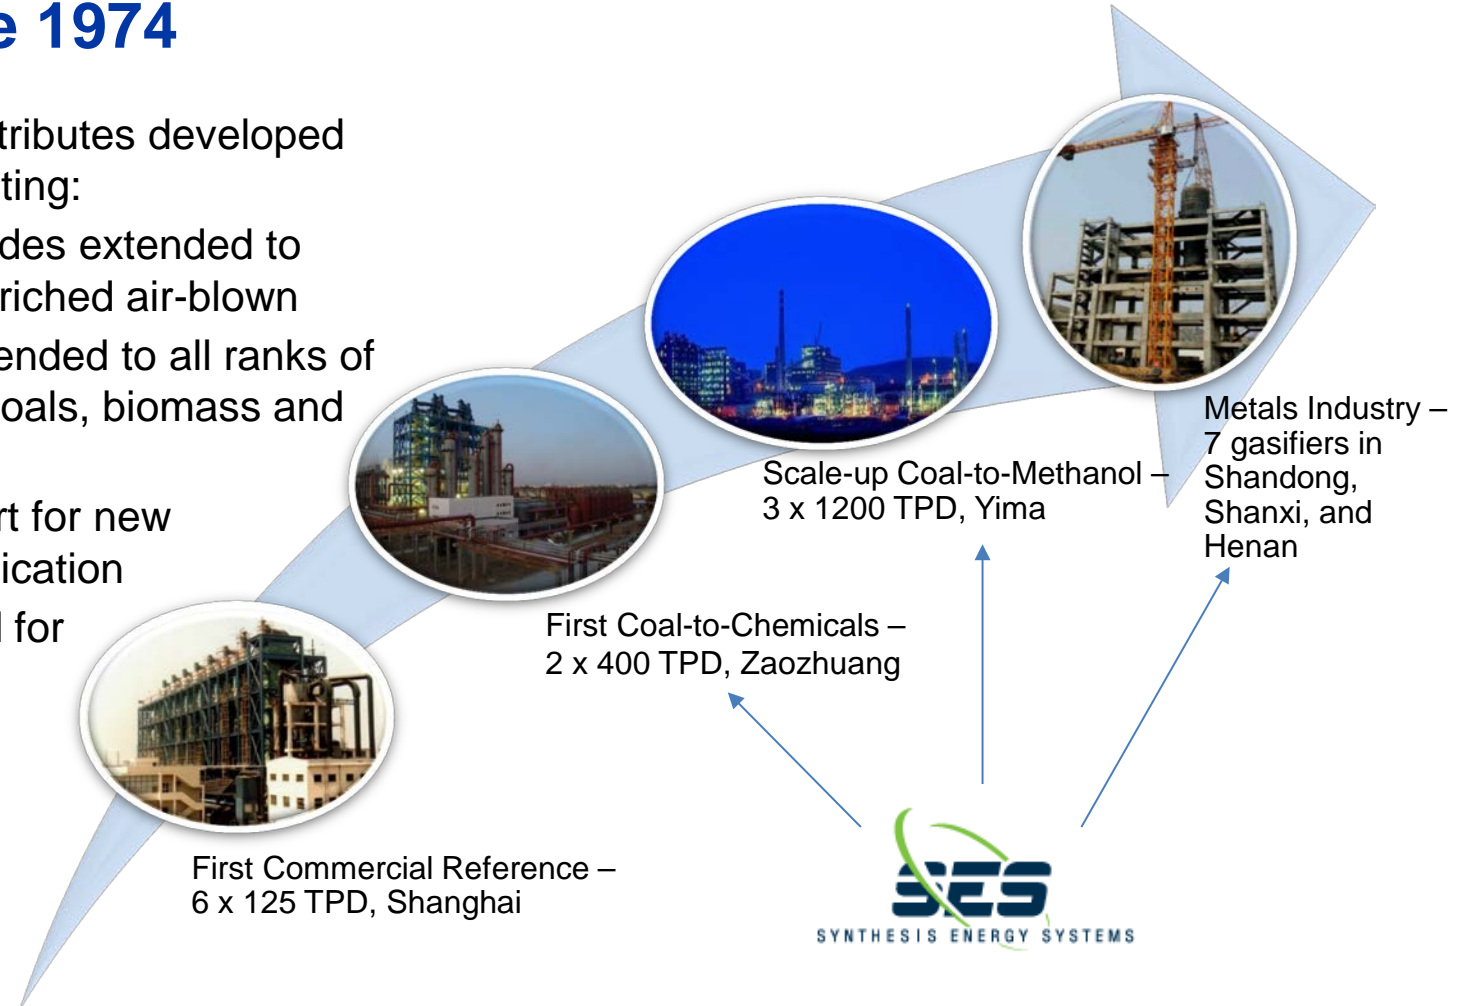 e 1974
tributes developed
ting:
des extended to
riched air-blown
ended to all ranks of
oals, biomass and
rt for new
ication
l for
Metals Industry –
7 gasifiers in
Shandong,
Shanxi, and
Henan
Scale-up Coal-to-Methanol –
3 x 1200 TPD, Yima
First Coal-to-Chemicals –
2 x 400 TPD, Zaozhuang
First Commercial Reference –
6 x 125 TPD, Shanghai
SES
SYNTHESIS ENERGY SYSTEMS